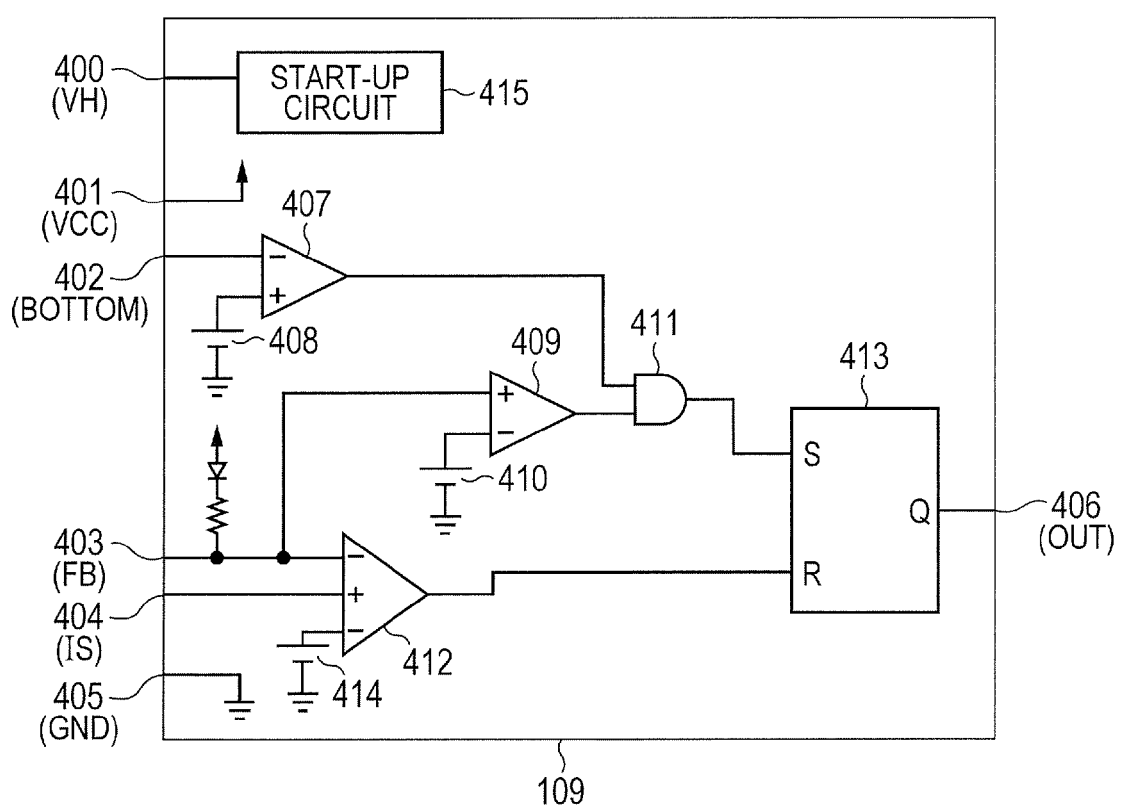 400
(VH)
START-UP
CIRCUIT
415
401
(VCC)
407
402
(BOTTOM)
−
+
408
409
411
413
+
−
410
S
Q
406
(OUT)
403
(FB)
−
R
404
(IS)
+
−
412
414
405
(GND)
109